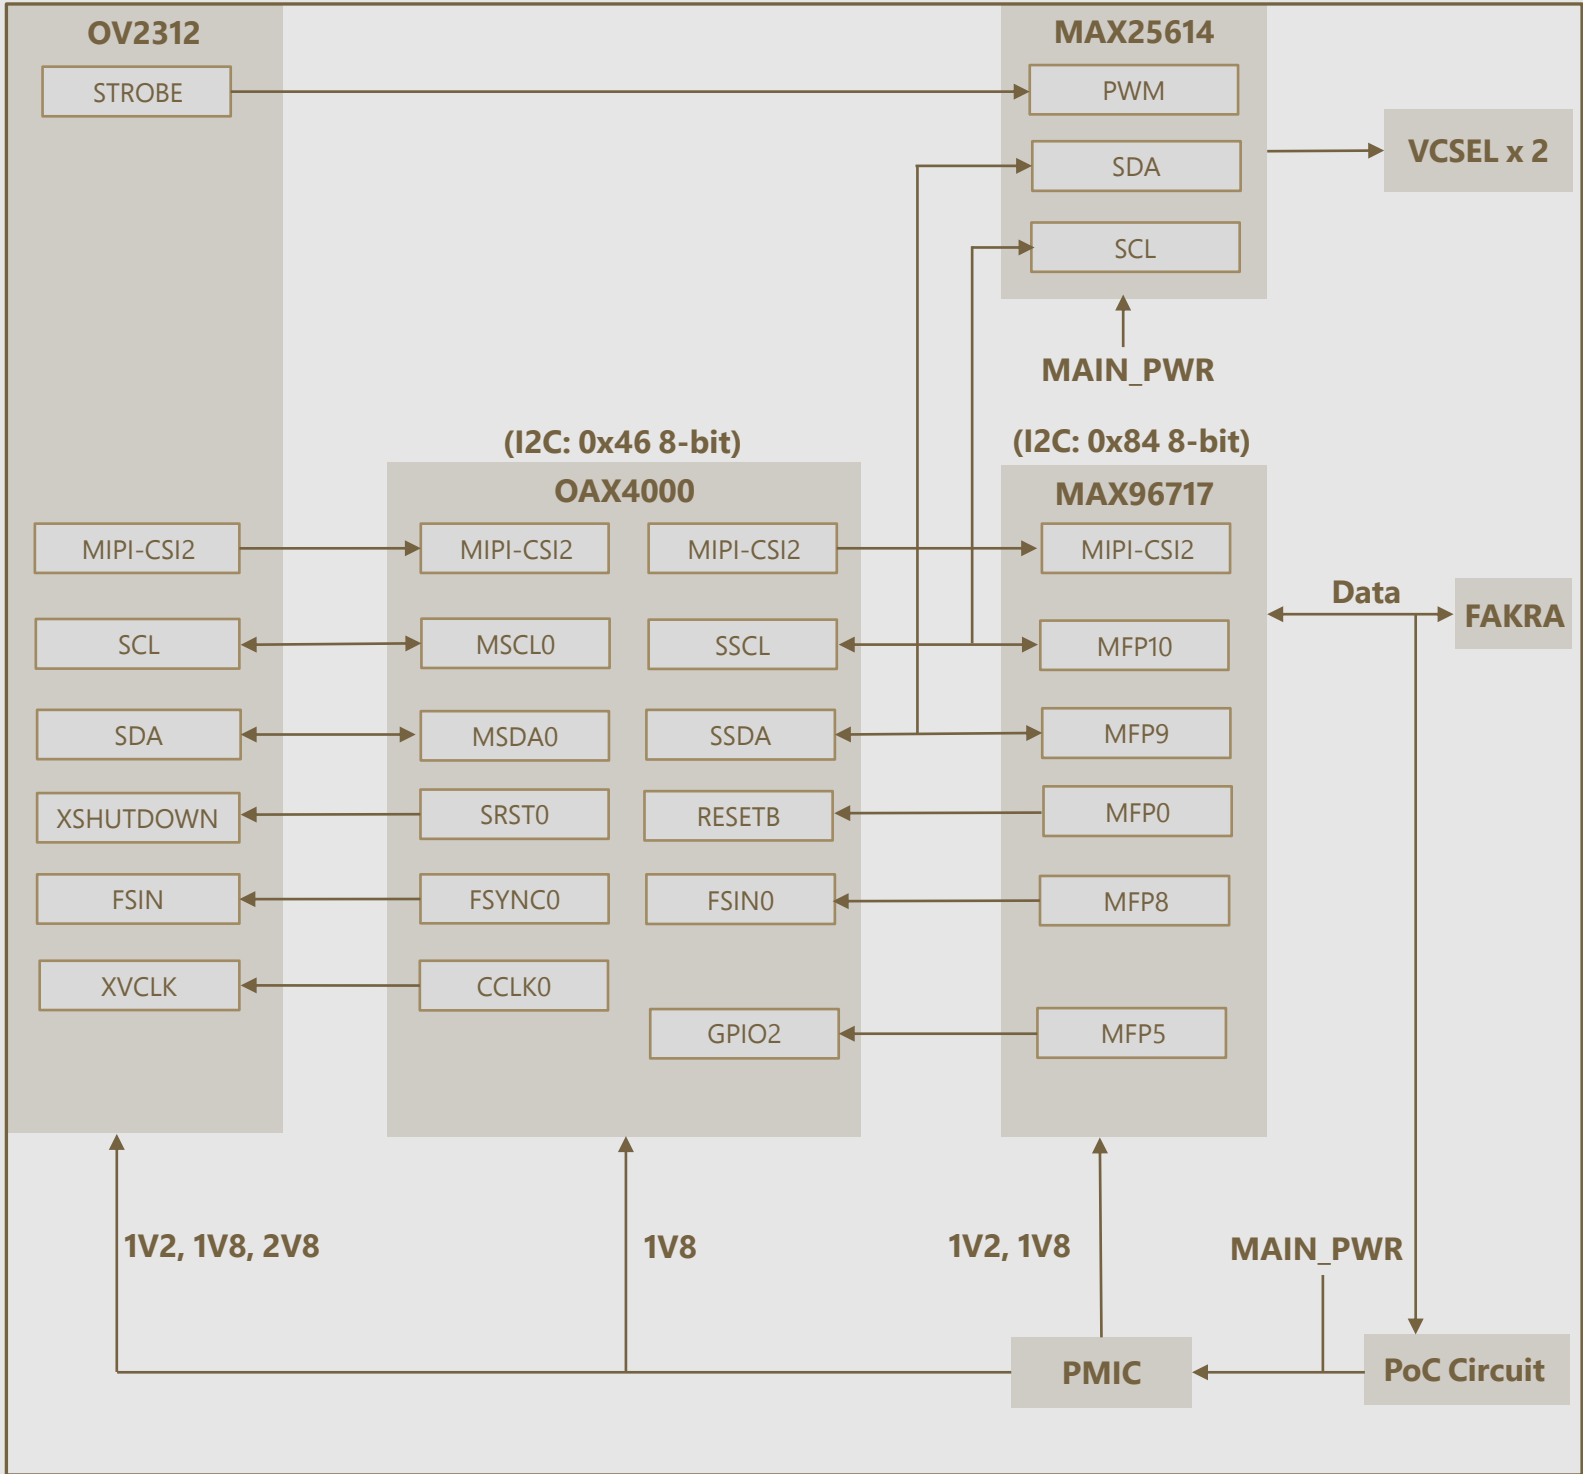 OV2312
STROBE
MAX25614
PWM
SDA
SCL
VCSEL x 2
MAIN_PWR
(I2C: 0x46 8-bit)
(I2C: 0x84 8-bit)
OAX4000
MAX96717
MIPI-CSI2
MIPI-CSI2
MIPI-CSI2
MIPI-CSI2
Data
FAKRA
SCL
MSCL0
SSCL
MFP10
SDA
MSDA0
SSDA
MFP9
XSHUTDOWN
SRST0
RESETB
MFP0
FSIN
FSYNC0
FSIN0
MFP8
XVCLK
CCLK0
GPIO2
MFP5
1V2, 1V8, 2V8
1V8
1V2, 1V8
MAIN_PWR
PMIC
PoC Circuit